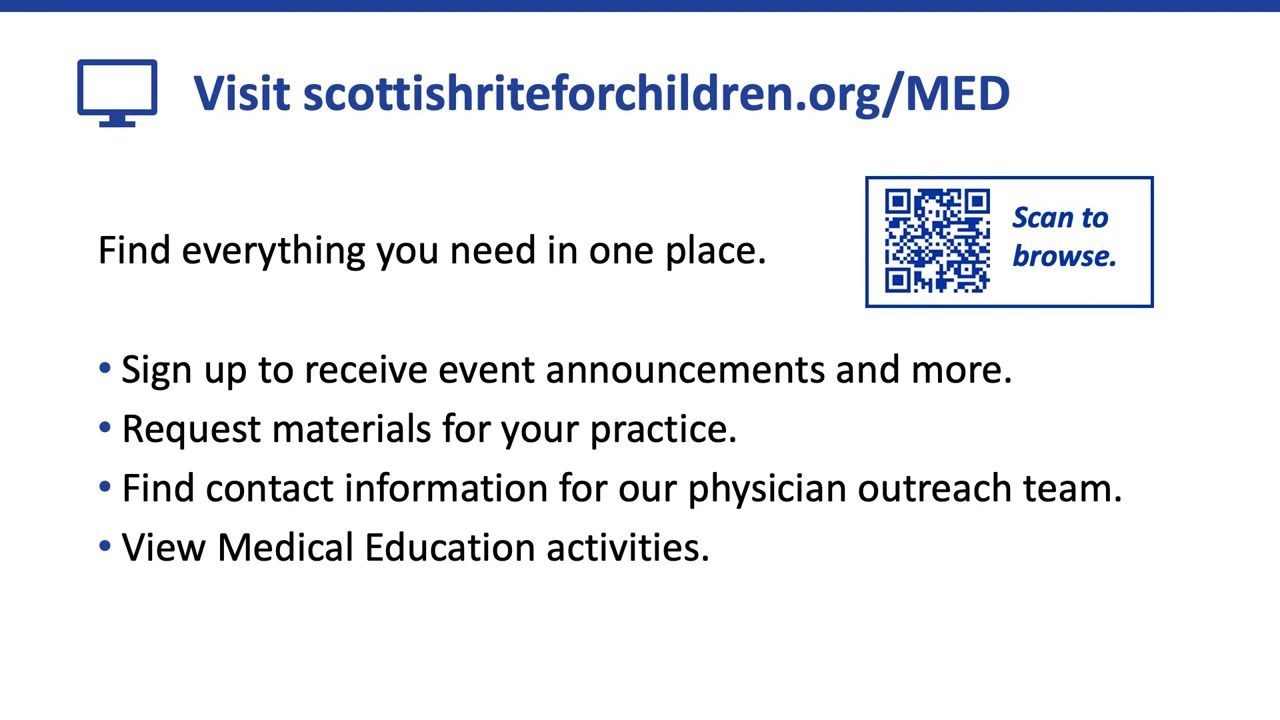 Visit scottishriteforchildren.org/MED
Find everything you need in one place.
Scan to
browse.
• Sign up to receive event announcements and more.
• Request materials for your practice.
• Find contact information for our physician outreach team.
• View Medical Education activities.